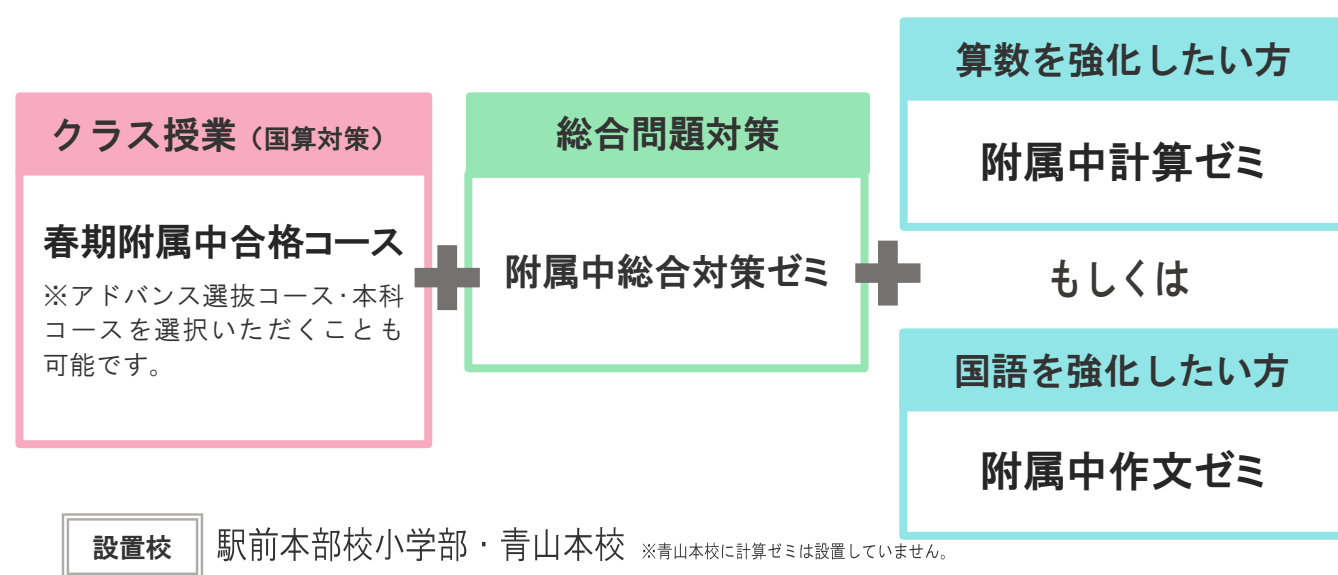 クラス授業（国算対策）
春期附属中合格コース
※アドバンス選抜コース・本科
コースを選択いただくことも
可能です。
総合問題対策
附属中総合対策ゼミ
算数を強化したい方
附属中計算ゼミ
もしくは
国語を強化したい方
附属中作文ゼミ
設置校 駅前本部校小学部・青山本校 ※青山本校に計算ゼミは設置していません。